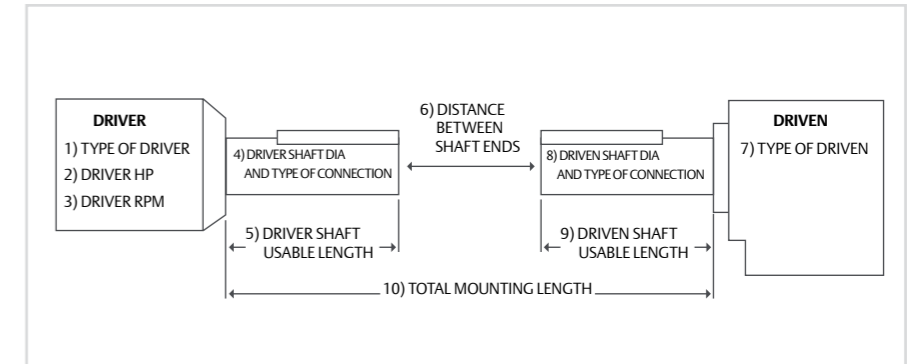 DRIVER
1) TYPE OF DRIVER
2) DRIVER HP
3) DRIVER RPM
4) DRIVER SHAFT DIA
AND TYPE OF CONNECTION
5) DRIVER SHAFT
USABLE LENGTH
6) DISTANCE
BETWEEN
SHAFT ENDS
DRIVEN
7) TYPE OF DRIVEN
8) DRIVEN SHAFT DIA
AND TYPE OF CONNECTION
9) DRIVEN SHAFT
USABLE LENGTH
10) TOTAL MOUNTING LENGTH